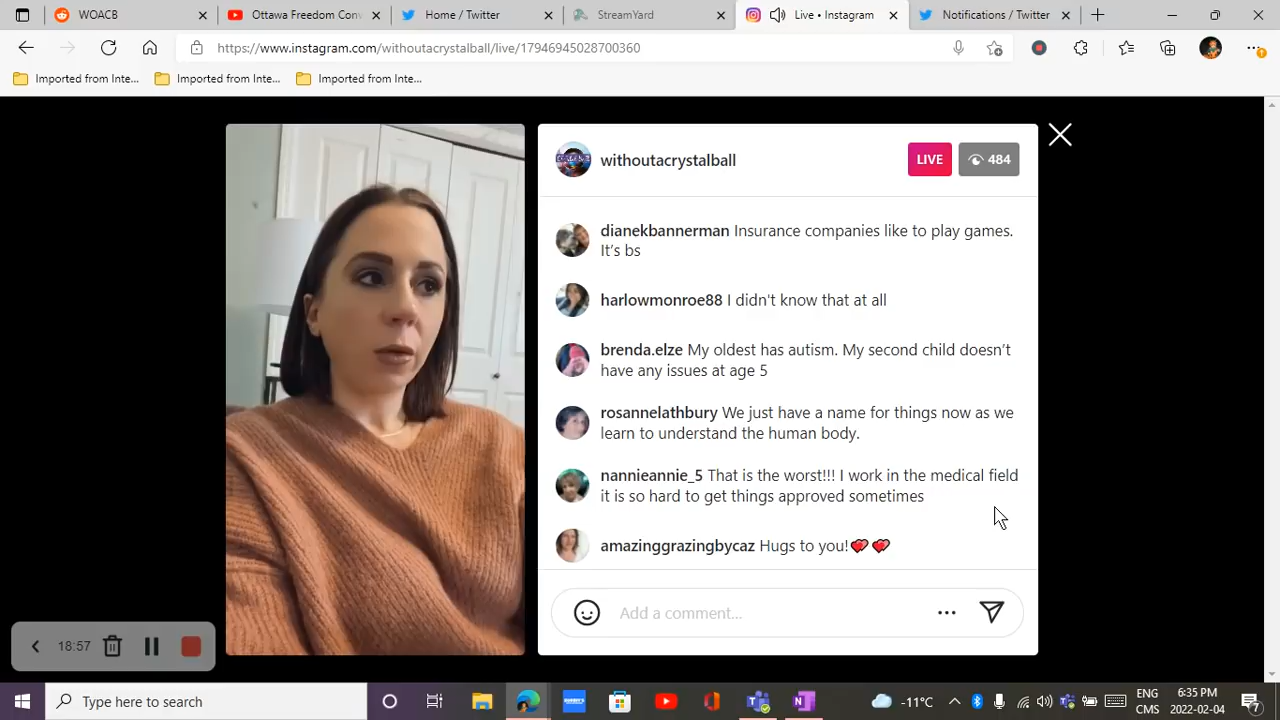 WOACB
Ottawa Freedom Con
Home / Twitter
StreamYard
Live • Instagram
Notifications / Twitter
https://www.instagram.com/withoutacrystalball/live/17946945028700360
Imported from Inte...
Imported from Inte...
Imported from Inte...
withoutacrystalball
LIVE
484
dianekbannerman Insurance companies like to play games.
It's bs
harlowmonroe88 I didn't know that at all
brenda.elze My oldest has autism. My second child doesn't
have any issues at age 5
rosannelathbury We just have a name for things now as we
learn to understand the human body.
nannieannie_5 That is the worst!!! I work in the medical field
it is so hard to get things approved sometimes
amazinggrazingbycaz Hugs to you!💕💕
Add a comment...
18:57
Type here to search
-11°C
ENG
CMS
6:35 PM
2022-02-04
7